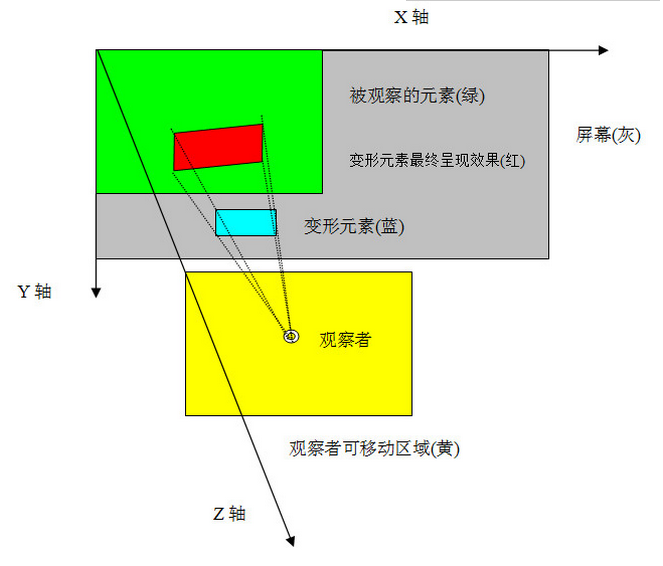 X 轴
被观察的元素(绿)
屏幕(灰)
变形元素最终呈现效果(红)
变形元素(蓝)
Y 轴
观察者
观察者可移动区域(黄)
Z 轴